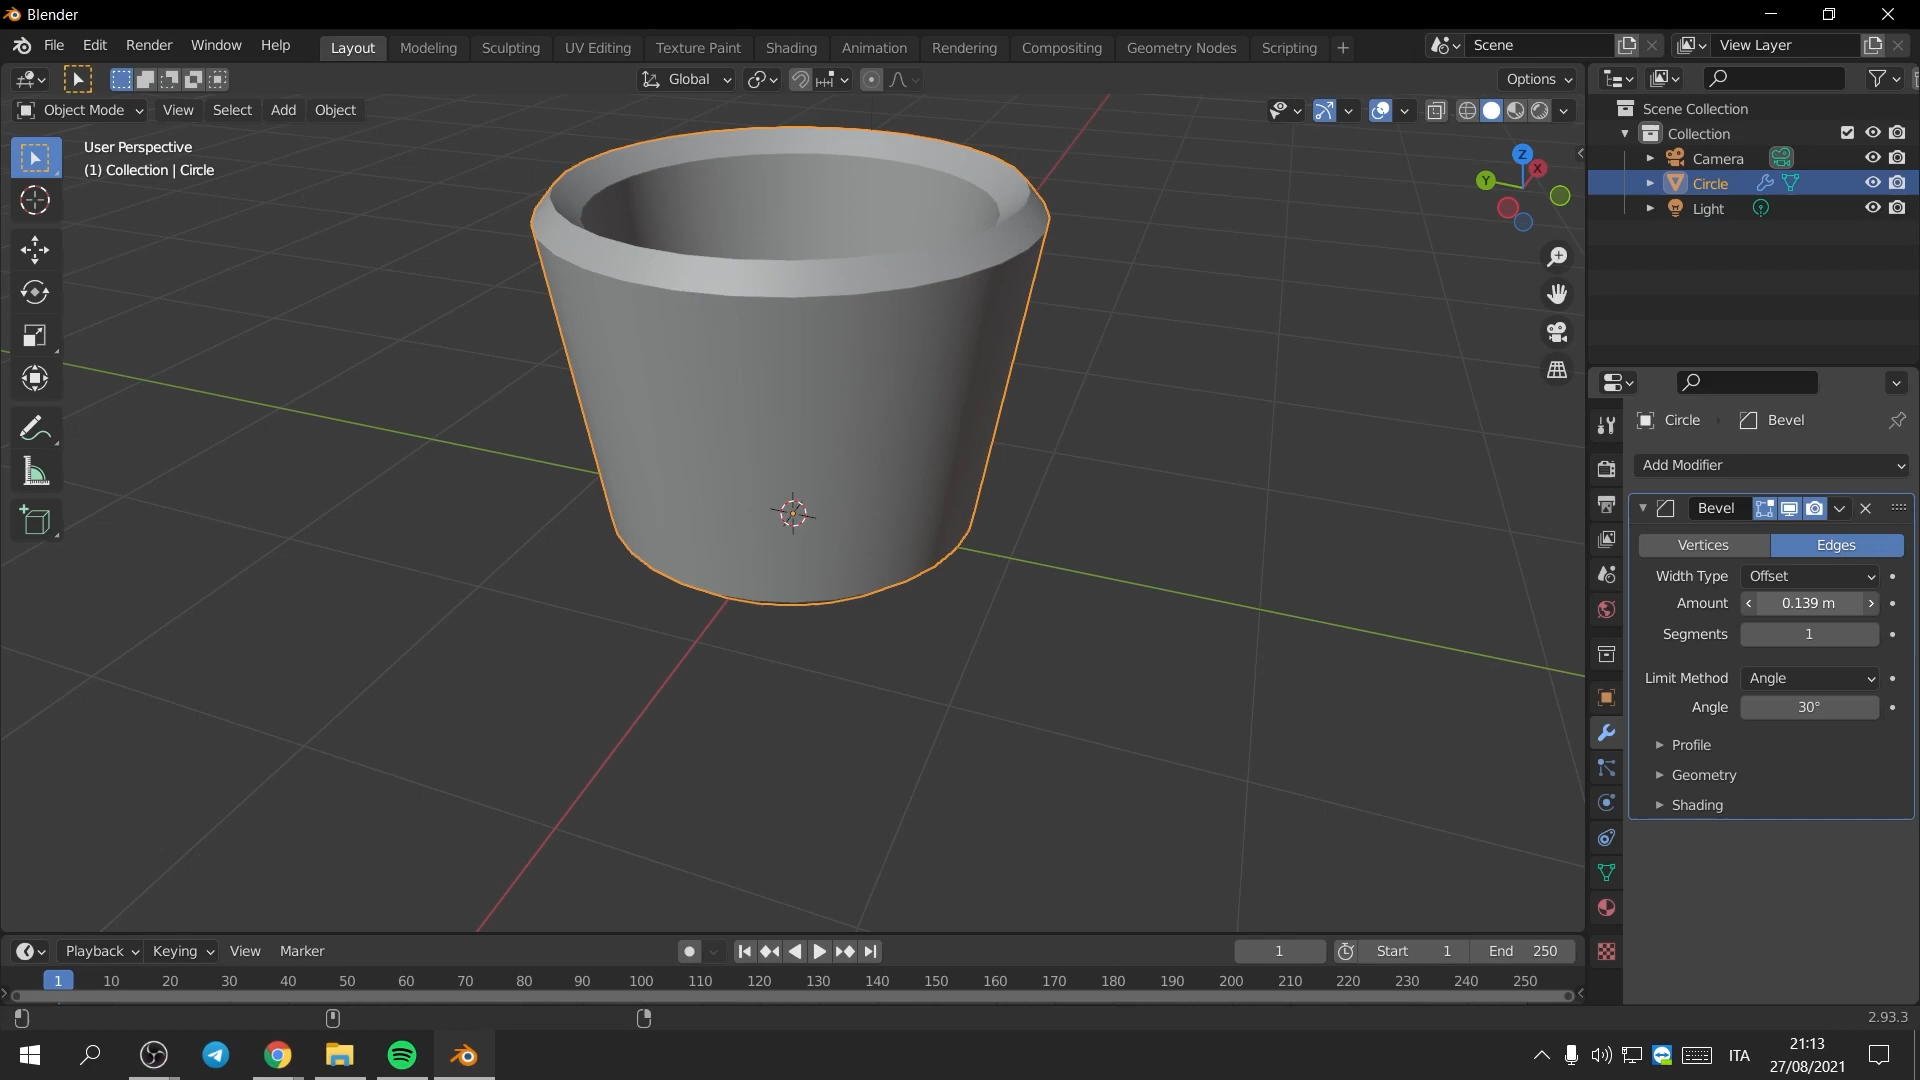 Blender
File Edit Render Window Help
Layout Modeling Sculpting UV Editing Texture Paint Shading Animation Rendering Compositing Geometry Nodes Scripting +
Scene
View Layer
Global
Options
Object Mode View Select Add Object
User Perspective
(1) Collection | Circle
Z
X
Y
Scene Collection
Collection
Camera
Circle
Light
Circle
Bevel
Add Modifier
Bevel
Vertices Edges
Width Type Offset
Amount 0.139 m
Segments 1
Limit Method Angle
Angle 30°
Profile
Geometry
Shading
Playback Keying View Marker
1
Start 1
End 250
1 10 20 30 40 50 60 70 80 90 100 110 120 130 140 150 160 170 180 190 200 210 220 230 240 250
2.93.3
ITA
21:13
27/08/2021